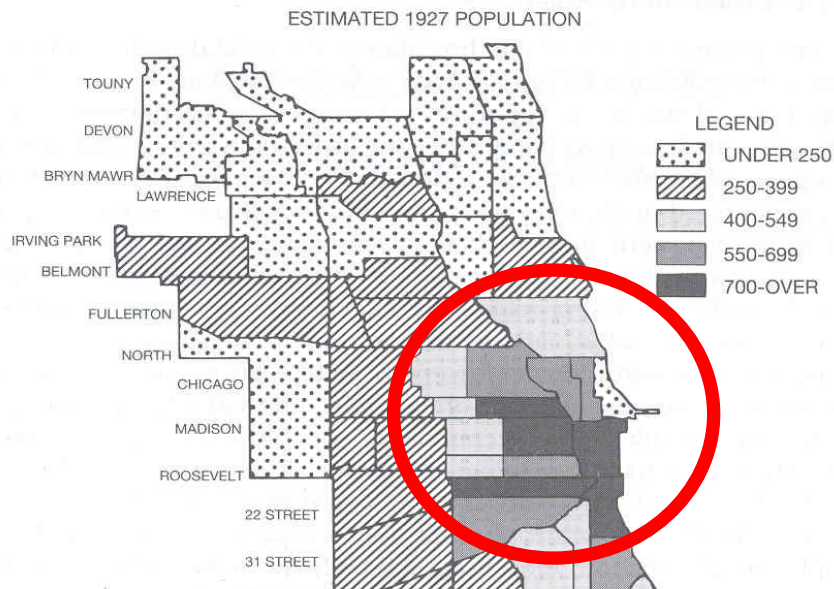 ESTIMATED 1927 POPULATION
TOUNY
DEVON
BRYN MAWR
LAWRENCE
IRVING PARK
BELMONT
FULLERTON
NORTH
CHICAGO
MADISON
ROOSEVELT
22 STREET
31 STREET
LEGEND
UNDER 250
250-399
400-549
550-699
700-OVER